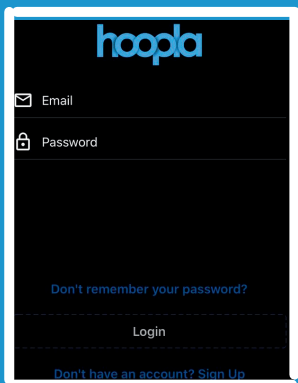 hoopla
Email
Password
Don't remember your password?
Login
Don't have an account? Sign Up